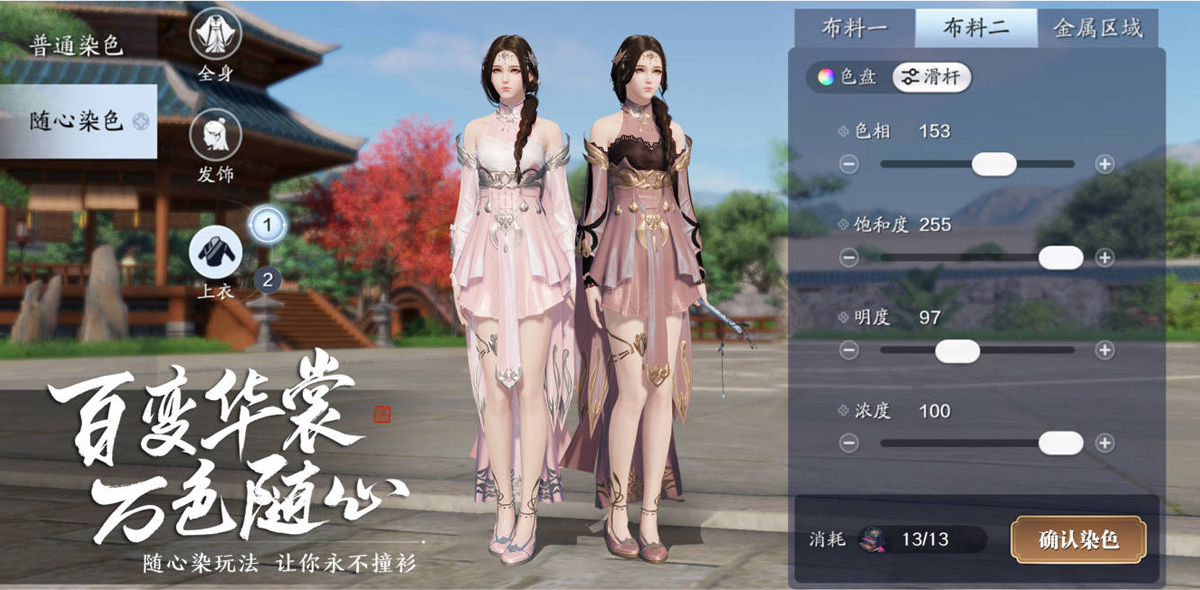 普通染色
随心染色
全身
发饰
上衣
1
2
百变华裳
万色随心
随心染玩法 让你永不撞衫
布料一
布料二
金属区域
色盘
滑杆
色相 153
饱和度 255
明度 97
浓度 100
消耗 13/13
确认染色